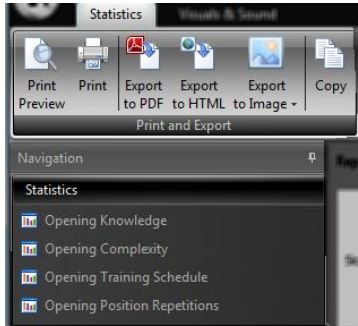 Statistics Visuals & Sound
Print Preview Print Export to PDF Export to HTML Export to Image Copy
Print and Export
Navigation
Statistics
Opening Knowledge
Opening Complexity
Opening Training Schedule
Opening Position Repetitions